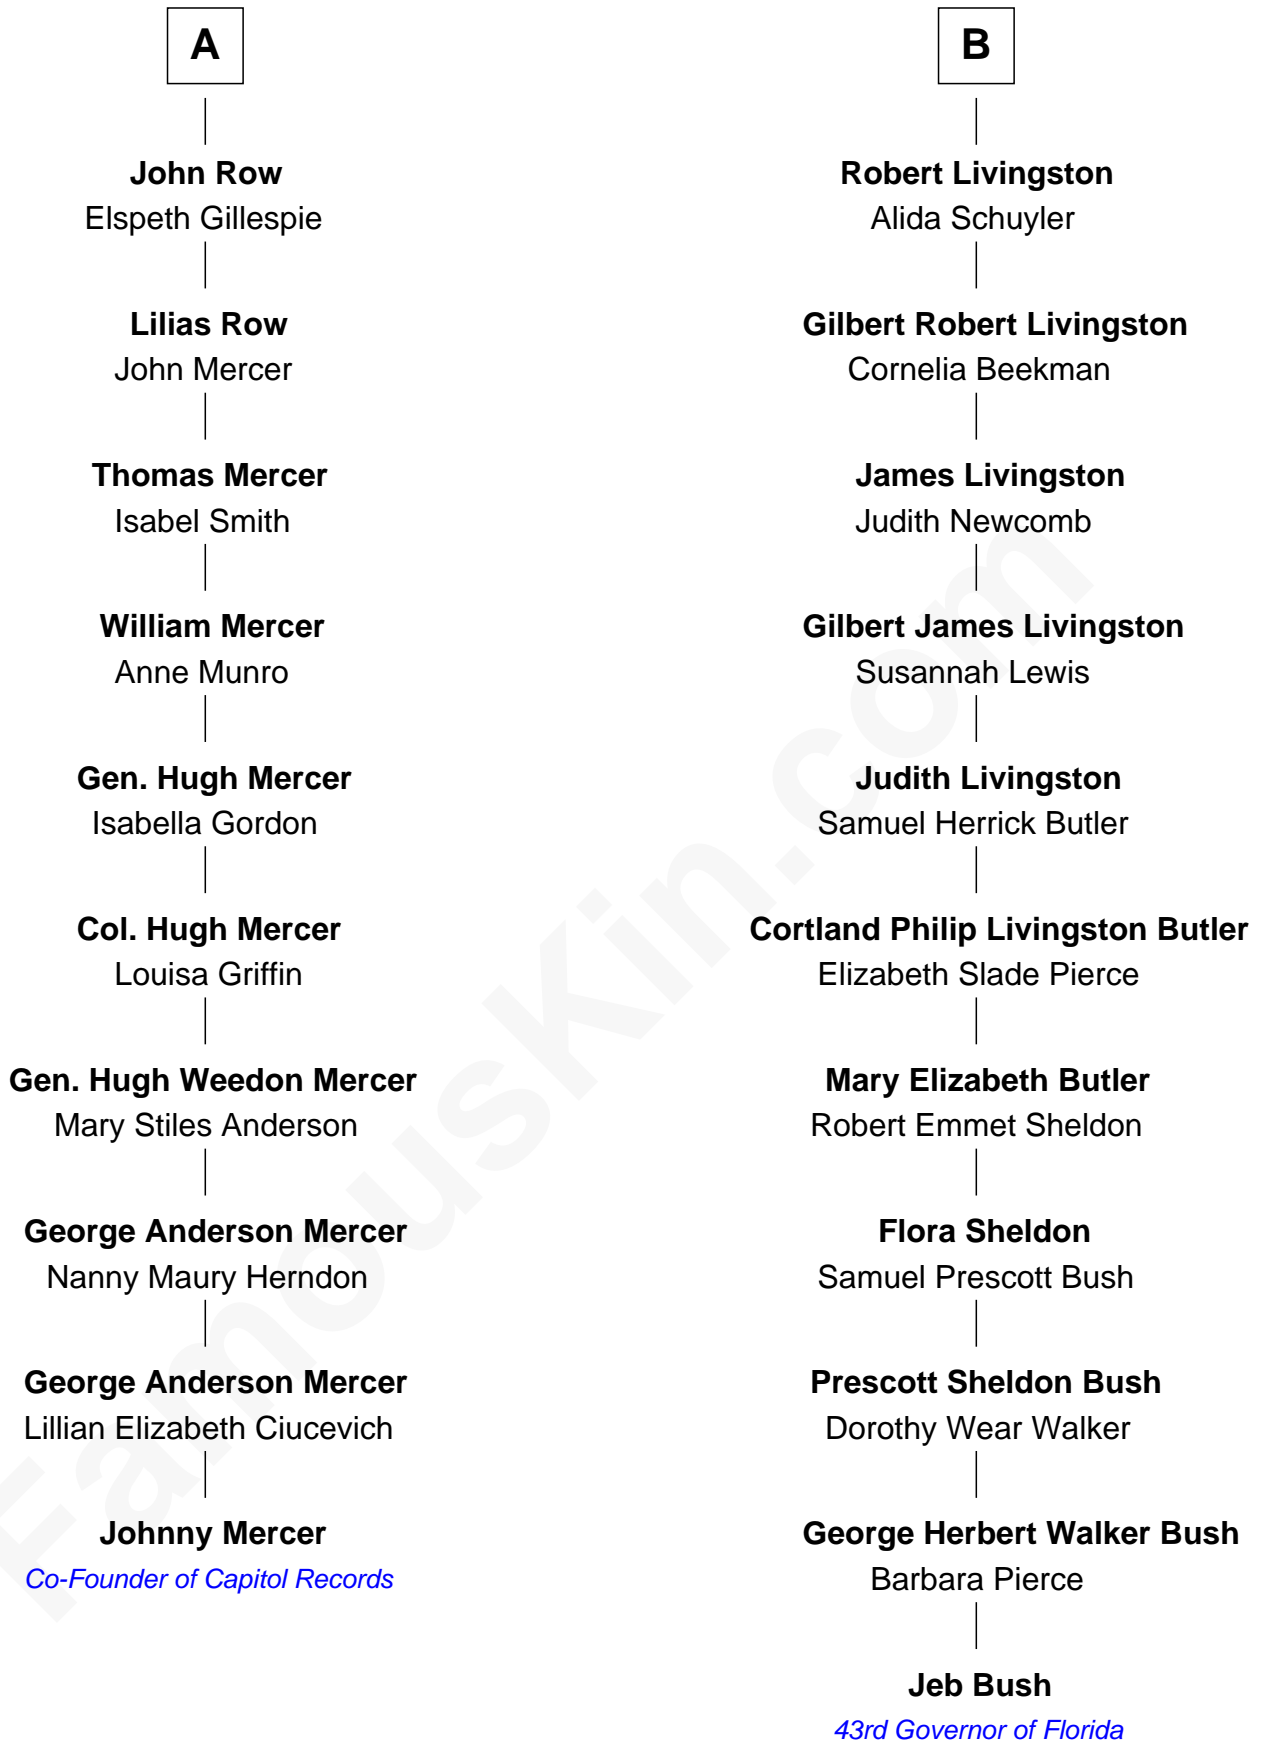 A
John Row
Elspeth Gillespie
Lilias Row
John Mercer
Thomas Mercer
Isabel Smith
William Mercer
Anne Munro
Gen. Hugh Mercer
Isabella Gordon
Col. Hugh Mercer
Louisa Griffin
Gen. Hugh Weedon Mercer
Mary Stiles Anderson
George Anderson Mercer
Nanny Maury Herndon
George Anderson Mercer
Lillian Elizabeth Ciucevich
Johnny Mercer
Co-Founder of Capitol Records
B
Robert Livingston
Alida Schuyler
Gilbert Robert Livingston
Cornelia Beekman
James Livingston
Judith Newcomb
Gilbert James Livingston
Susannah Lewis
Judith Livingston
Samuel Herrick Butler
Cortland Philip Livingston Butler
Elizabeth Slade Pierce
Mary Elizabeth Butler
Robert Emmet Sheldon
Flora Sheldon
Samuel Prescott Bush
Prescott Sheldon Bush
Dorothy Wear Walker
George Herbert Walker Bush
Barbara Pierce
Jeb Bush
43rd Governor of Florida
FamousKin.com